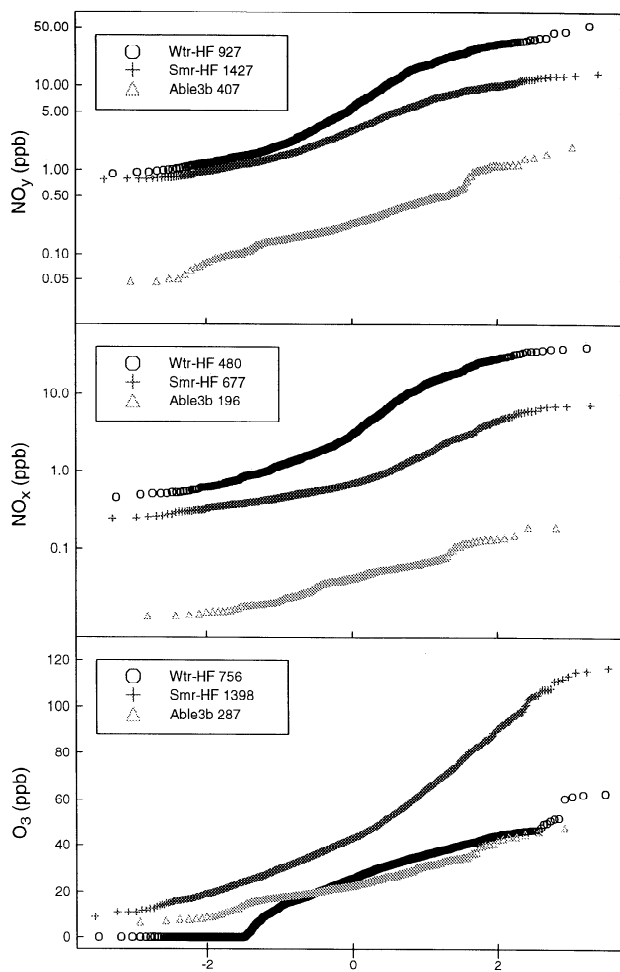 50.00
10.00
5.00
1.00
0.50
0.10
0.05
NOy (ppb)
Wtr-HF 927
Smr-HF 1427
Able3b 407
10.0
1.0
0.1
NOx (ppb)
Wtr-HF 480
Smr-HF 677
Able3b 196
120
100
80
60
40
20
0
O3 (ppb)
Wtr-HF 756
Smr-HF 1398
Able3b 287
-2 0 2